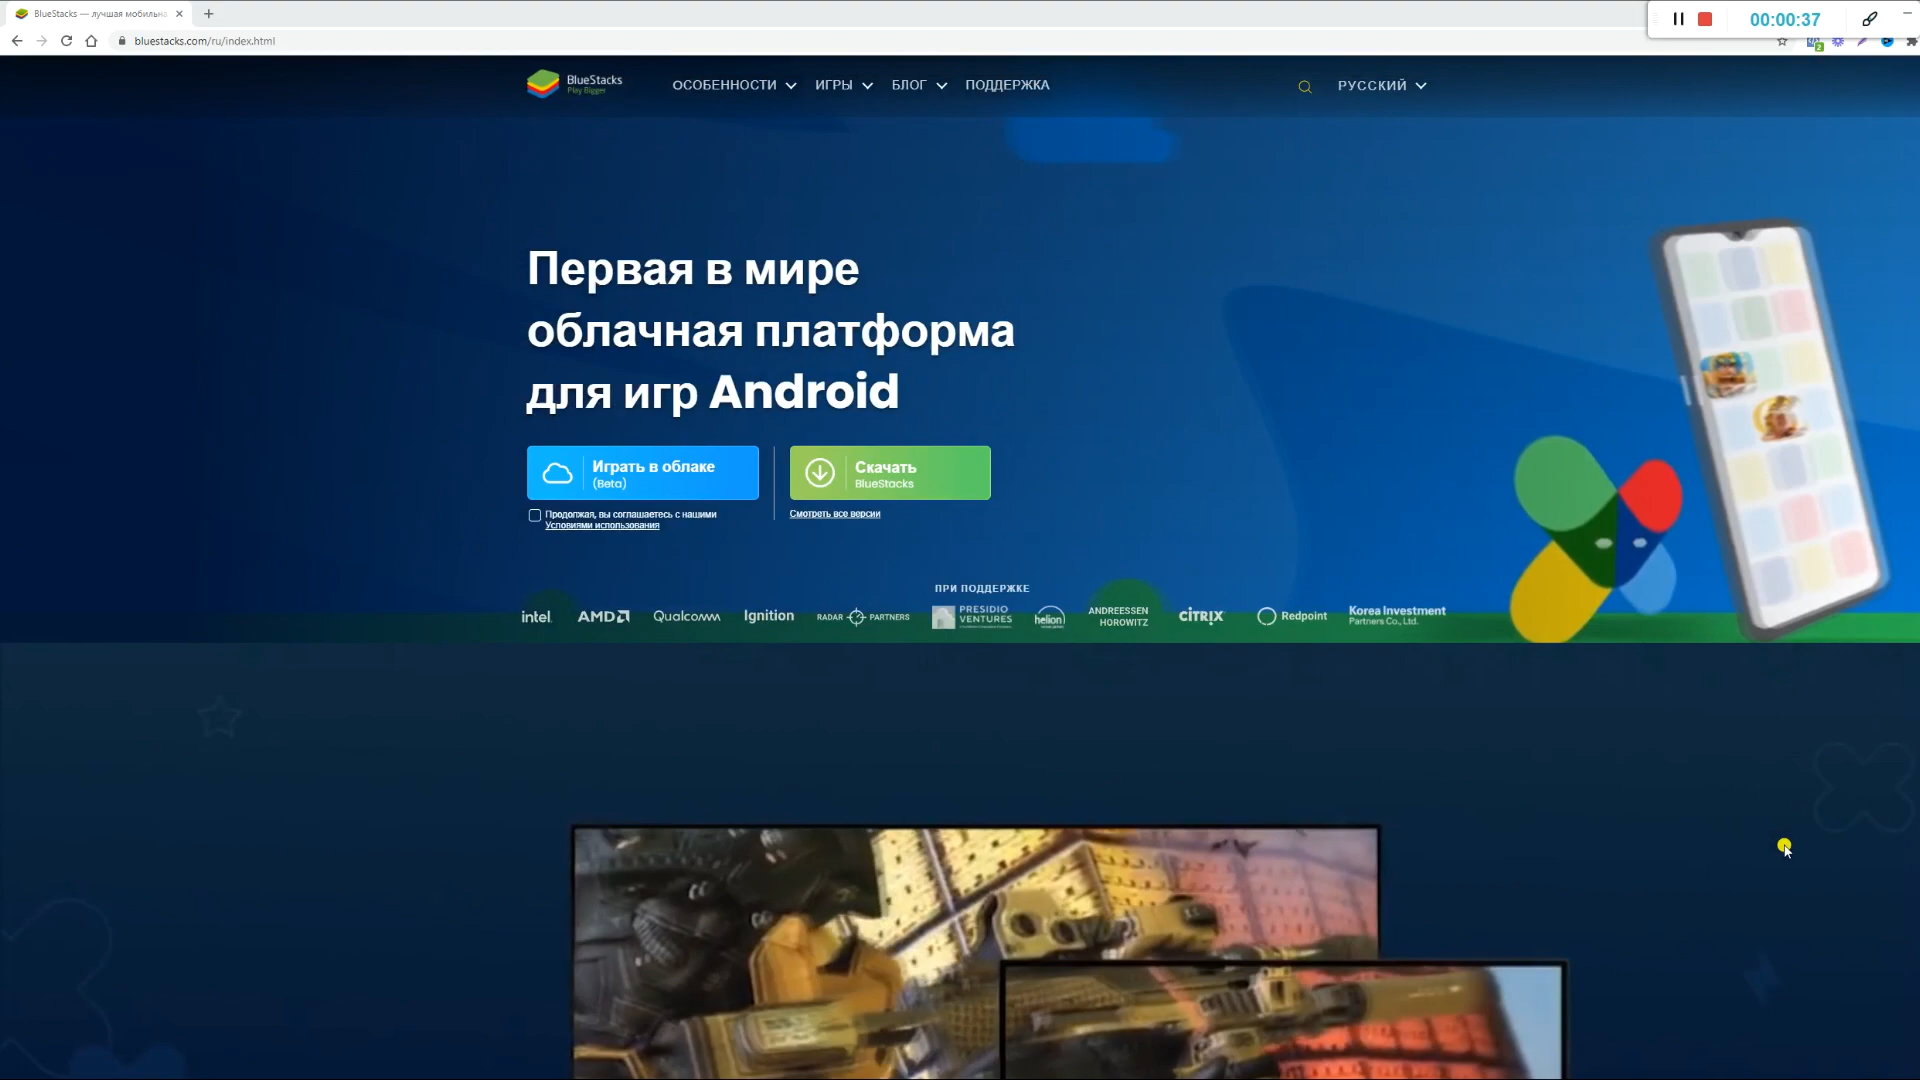 BlueStacks — лучшая мобильна
00:00:37
bluestacks.com/ru/index.html
BlueStacks
Play Bigger
ОСОБЕННОСТИ
ИГРЫ
БЛОГ
ПОДДЕРЖКА
РУССКИЙ
Первая в мире
облачная платформа
для игр Android
Играть в облаке
(Beta)
Скачать
BlueStacks
Продолжая, вы соглашаетесь с нашими
Условиями использования
Смотреть все версии
ПРИ ПОДДЕРЖКЕ
intel
AMD
Qualcomm
Ignition
RADAR PARTNERS
PRESIDIO
VENTURES
helion
ANDREESSEN
HOROWITZ
CITRIX
Redpoint
Korea Investment
Partners Co., Ltd.